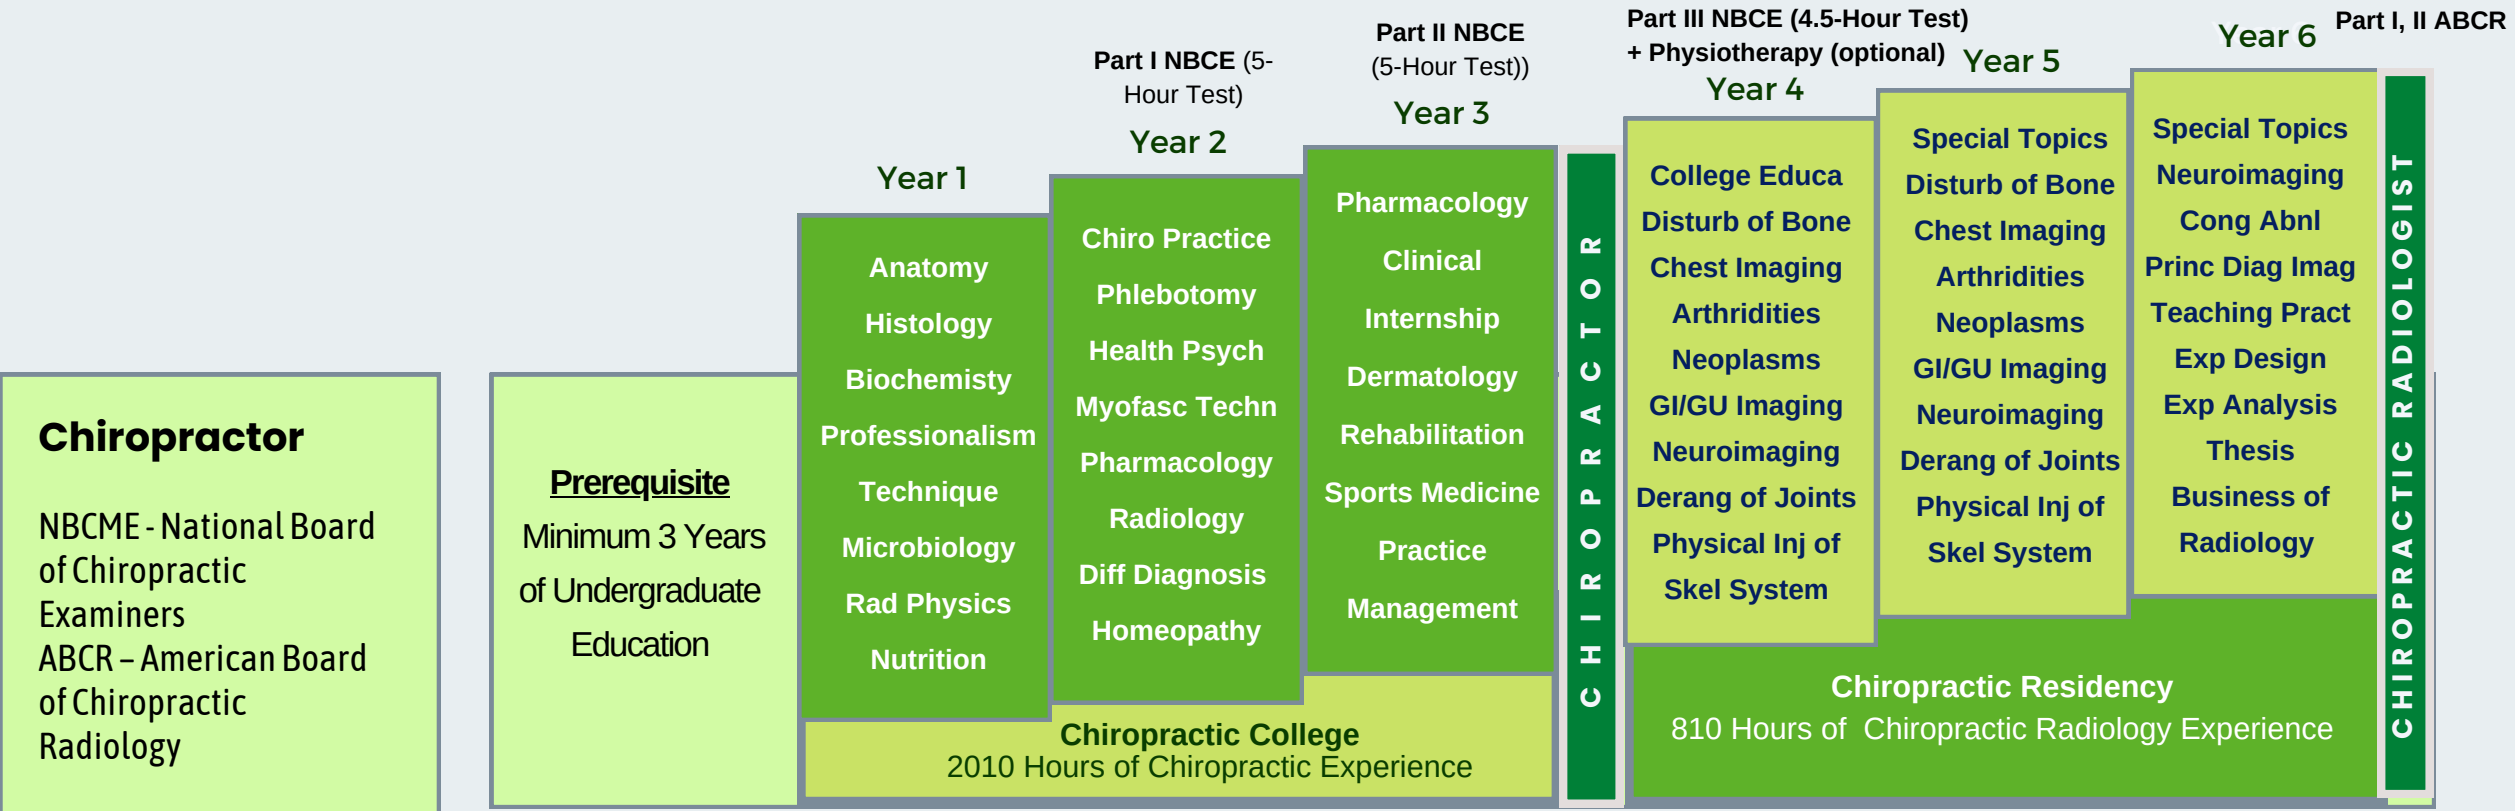 Chiropractor
NBCME - National Board
of Chiropractic
Examiners
ABCR – American Board
of Chiropractic
Radiology
Prerequisite
Minimum 3 Years
of Undergraduate
Education
Year 1
Anatomy
Histology
Biochemisty
Professionalism
Technique
Microbiology
Rad Physics
Nutrition
Part I NBCE (5-
Hour Test)
Year 2
Chiro Practice
Phlebotomy
Health Psych
Myofasc Techn
Pharmacology
Radiology
Diff Diagnosis
Homeopathy
Part II NBCE
(5-Hour Test))
Year 3
Pharmacology
Clinical
Internship
Dermatology
Rehabilitation
Sports Medicine
Practice
Management
Chiropractic College
2010 Hours of Chiropractic Experience
CHIROPRACTOR
Part III NBCE (4.5-Hour Test)
+ Physiotherapy (optional)
Year 4
College Educa
Disturb of Bone
Chest Imaging
Arthridities
Neoplasms
GI/GU Imaging
Neuroimaging
Derang of Joints
Physical Inj of
Skel System
Year 5
Special Topics
Disturb of Bone
Chest Imaging
Arthridities
Neoplasms
GI/GU Imaging
Neuroimaging
Derang of Joints
Physical Inj of
Skel System
Year 6
Part I, II ABCR
Special Topics
Neuroimaging
Cong Abnl
Princ Diag Imag
Teaching Pract
Exp Design
Exp Analysis
Thesis
Business of
Radiology
Chiropractic Residency
810 Hours of Chiropractic Radiology Experience
CHIROPRACTIC RADIOLOGIST